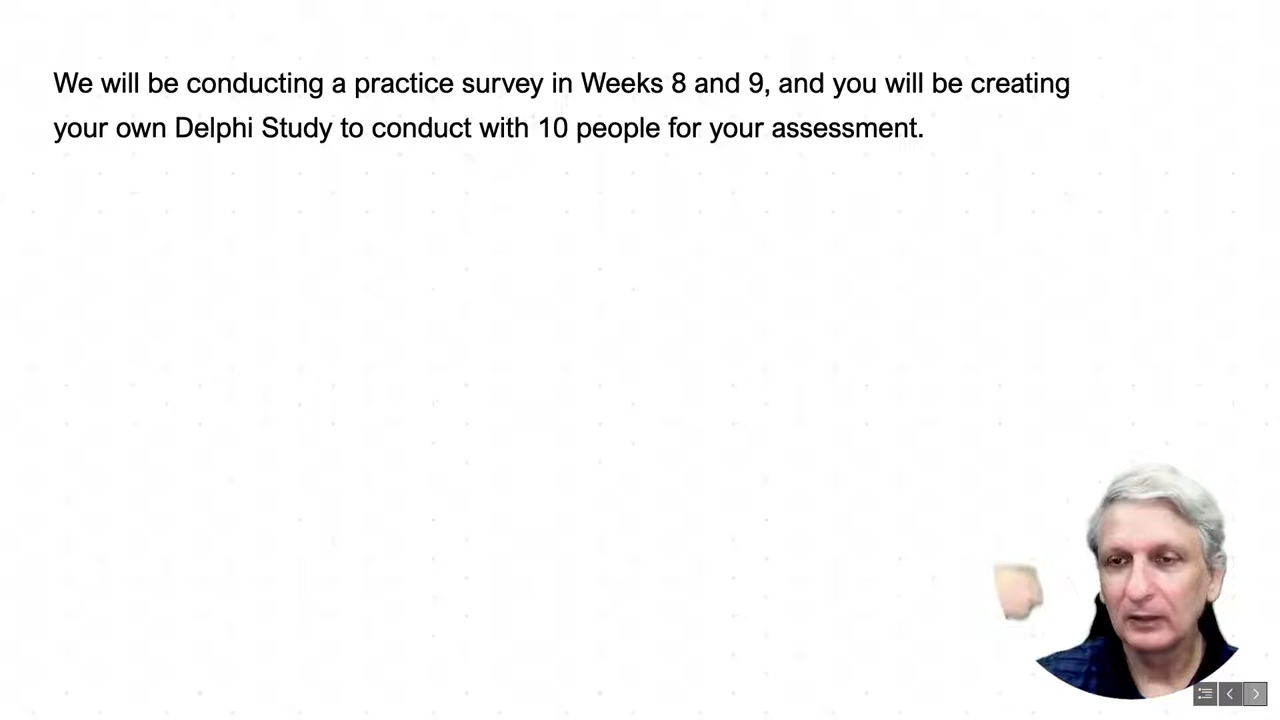 We will be conducting a practice survey in Weeks 8 and 9, and you will be creating
your own Delphi Study to conduct with 10 people for your assessment.